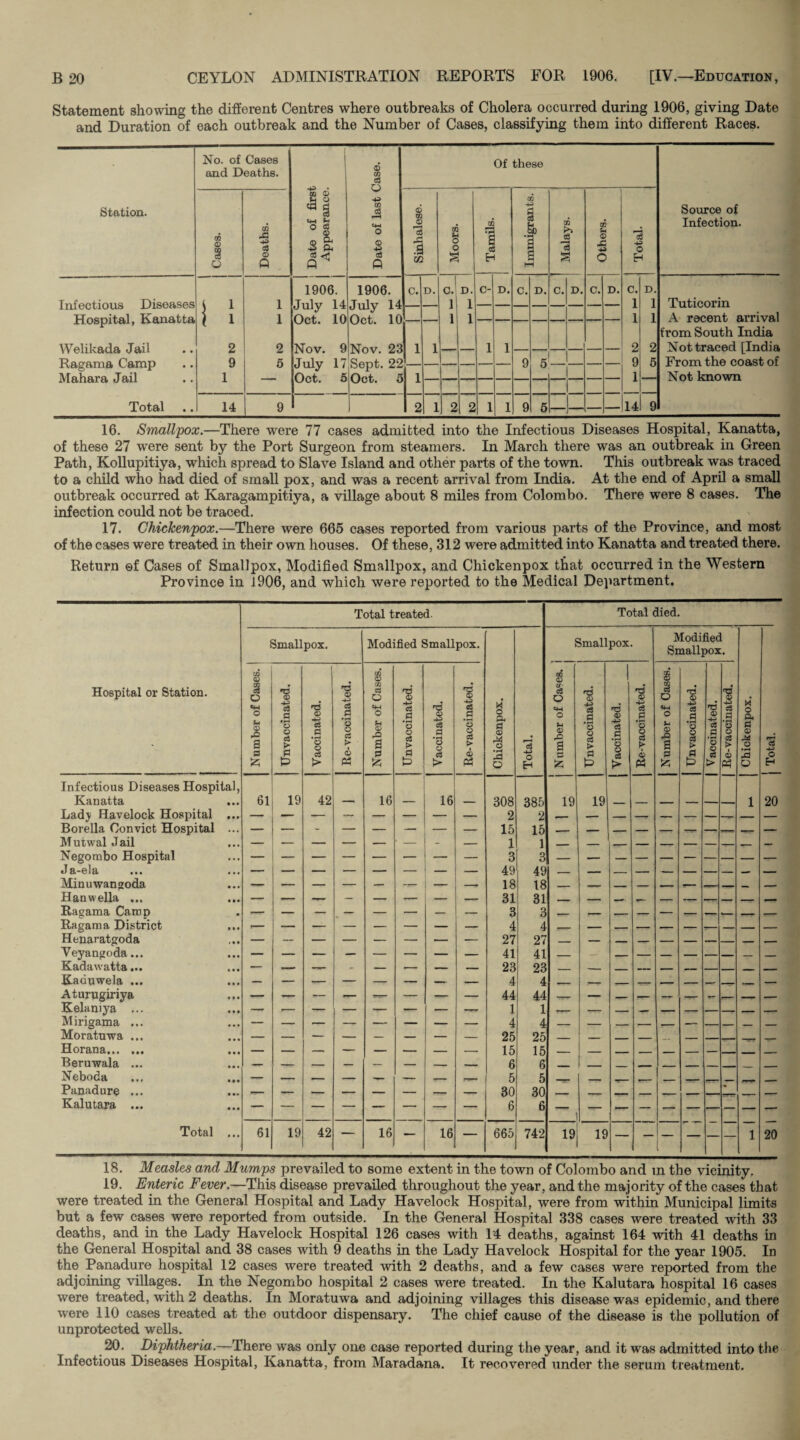 B 20 CEYLON ADMINISTRATION REPORTS FOR 1906. [IV.—Education,
Statement showing the different Centres where outbreaks of Cholera occurred during 1906, giving Date
and Duration of each outbreak and the Number of Cases, classifying them into different Races.
Station. | No. of Cases and Deaths. | Date of first Appearance. | Date of last Case. | Of these | Source of Infection.
Cases. | Deaths. | Sinhalese. | Moors. | Tamils. | Immigrants. | Malays. | Others. | Total.
1906. | 1906. | C. D. | C. D. | C- D. | C. D. | C. D. | C. D. | C. D.
Infectious Diseases | 1 | 1 | July 14 | July 14 | — — | 1 1 | — — | — — | — — | — — | 1 1 | Tuticorin
Hospital, Kanatta | 1 | 1 | Oct. 10 | Oct. 10 | — — | 1 1 | — — | — — | — — | — — | 1 1 | A recent arrival
from South India
Welikada Jail .. | 2 | 2 | Nov. 9 | Nov. 23 | 1 1 | — — | 1 1 | — — | — — | — — | 2 2 | Not traced [India
Ragama Camp .. | 9 | 5 | July 17 | Sept. 22 | — — | — — | — — | 9 5 | — — | — — | 9 5 | From the coast of
Mahara Jail .. | 1 | — | Oct. 5 | Oct. 5 | 1 — | — — | — — | — — | — — | — — | 1 — | Not known
Total .. | 14 | 9 | 2 1 | 2 2 | 1 1 | 9 5 | — — | — — | 14 9
16. Smallpox.—There were 77 cases admitted into the Infectious Diseases Hospital, Kanatta,
of these 27 were sent by the Port Surgeon from steamers. In March there was an outbreak in Green
Path, Kollupitiya, which spread to Slave Island and other parts of the town. This outbreak was traced
to a child who had died of small pox, and was a recent arrival from India. At the end of April a small
outbreak occurred at Karagampitiya, a village about 8 miles from Colombo. There were 8 cases. The
infection could not be traced.
17. Chickenpox.—There were 665 cases reported from various parts of the Province, and most
of the cases were treated in their own houses. Of these, 312 were admitted into Kanatta and treated there.
Return of Cases of Smallpox, Modified Smallpox, and Chickenpox that occurred in the Western
Province in 1906, and which were reported to the Medical Department.
Hospital or Station. | Total treated. | Total died.
Smallpox. | Modified Smallpox. | Chickenpox. | Total. | Smallpox. | Modified Smallpox. | Chickenpox. | Total.
Number of Cases. | Unvaccinated. | Vaccinated. | Re-vaccinated. | Number of Cases. | Unvaccinated. | Vaccinated. | Re-vaccinated. | Number of Cases. | Unvaccinated. | Vaccinated. | Re-vaccinated. | Number of Cases. | Unvaccinated. | Vaccinated. | Re-vaccinated.
Infectious Diseases Hospital,
Kanatta ... | 61 | 19 | 42 | — | 16 | — | 16 | — | 308 | 385 | 19 | 19 | — | — | — | — | — | — | 1 | 20
Lady Havelock Hospital ... | — | — | — | — | — | — | — | — | 2 | 2 | — | — | — | — | — | — | — | — | — | —
Borella Convict Hospital ... | — | — | - | — | — | — | — | — | 15 | 15 | — | — | — | — | — | — | — | — | — | —
Mutwal Jail ... | — | — | — | — | — | — | - | — | 1 | 1 | — | — | — | — | — | — | — | — | — | —
Negombo Hospital ... | — | — | — | — | — | — | — | — | 3 | 3 | — | — | — | — | — | — | — | — | — | —
Ja-ela ... ... | — | — | — | — | — | — | — | — | 49 | 49 | — | — | — | — | — | — | — | — | — | —
Minuwangoda ... | — | — | — | — | — | — | — | — | 18 | 18 | — | — | — | — | — | — | — | — | — | —
Hanwella ... ... | — | — | — | — | — | — | — | — | 31 | 31 | — | — | — | — | — | — | — | — | — | —
Ragama Camp . | — | — | — | — | — | — | — | — | 3 | 3 | — | — | — | — | — | — | — | — | — | —
Ragama District ... | — | — | — | — | — | — | — | — | 4 | 4 | — | — | — | — | — | — | — | — | — | —
Henaratgoda ... | — | — | — | — | — | — | — | — | 27 | 27 | — | — | — | — | — | — | — | — | — | —
Veyangoda ... ... | — | — | — | — | — | — | — | — | 41 | 41 | — | — | — | — | — | — | — | — | — | —
Kadawatta ... ... | — | — | — | - | — | — | — | — | 23 | 23 | — | — | — | — | — | — | — | — | — | —
Kaduwela ... ... | — | — | — | — | — | — | — | — | 4 | 4 | — | — | — | — | — | — | — | — | — | —
Aturugiriya ... | — | — | — | — | — | — | — | — | 44 | 44 | — | — | — | — | — | — | — | — | — | —
Kelaniya ... ... | — | — | — | — | — | — | — | — | 1 | 1 | — | — | — | — | — | — | — | — | — | —
Mirigama ... ... | — | — | — | — | — | — | — | — | 4 | 4 | — | — | — | — | — | — | — | — | — | —
Moratuwa ... ... | — | — | — | — | — | — | — | — | 25 | 25 | — | — | — | — | — | — | — | — | — | —
Horana... ... ... | — | — | — | — | — | — | — | — | 15 | 15 | — | — | — | — | — | — | — | — | — | —
Beruwala ... ... | — | — | — | — | — | — | — | — | 6 | 6 | — | — | — | — | — | — | — | — | — | —
Neboda ... ... | — | — | — | — | — | — | — | — | 5 | 5 | — | — | — | — | — | — | — | — | — | —
Panadure ... ... | — | — | — | — | — | — | — | — | 30 | 30 | — | — | — | — | — | — | — | — | — | —
Kalutara ... ... | — | — | — | — | — | — | — | — | 6 | 6 | — | — | — | — | — | — | — | — | — | —
Total ... | 61 | 19 | 42 | — | 16 | — | 16 | — | 665 | 742 | 19 | 19 | — | — | — | — | — | — | 1 | 20
18. Measles and Mumps prevailed to some extent in the town of Colombo and in the vicinity.
19. Enteric Fever.—This disease prevailed throughout the year, and the majority of the cases that
were treated in the General Hospital and Lady Havelock Hospital, were from within Municipal limits
but a few cases were reported from outside. In the General Hospital 338 cases were treated with 33
deaths, and in the Lady Havelock Hospital 126 cases with 14 deaths, against 164 with 41 deaths in
the General Hospital and 38 cases with 9 deaths in the Lady Havelock Hospital for the year 1905. In
the Panadure hospital 12 cases were treated with 2 deaths, and a few cases were reported from the
adjoining villages. In the Negombo hospital 2 cases were treated. In the Kalutara hospital 16 cases
were treated, with 2 deaths. In Moratuwa and adjoining villages this disease was epidemic, and there
were 110 cases treated at the outdoor dispensary. The chief cause of the disease is the pollution of
unprotected wells.
20. Diphtheria.—There was only one case reported during the year, and it was admitted into the
Infectious Diseases Hospital, Kanatta, from Maradana. It recovered under the serum treatment.